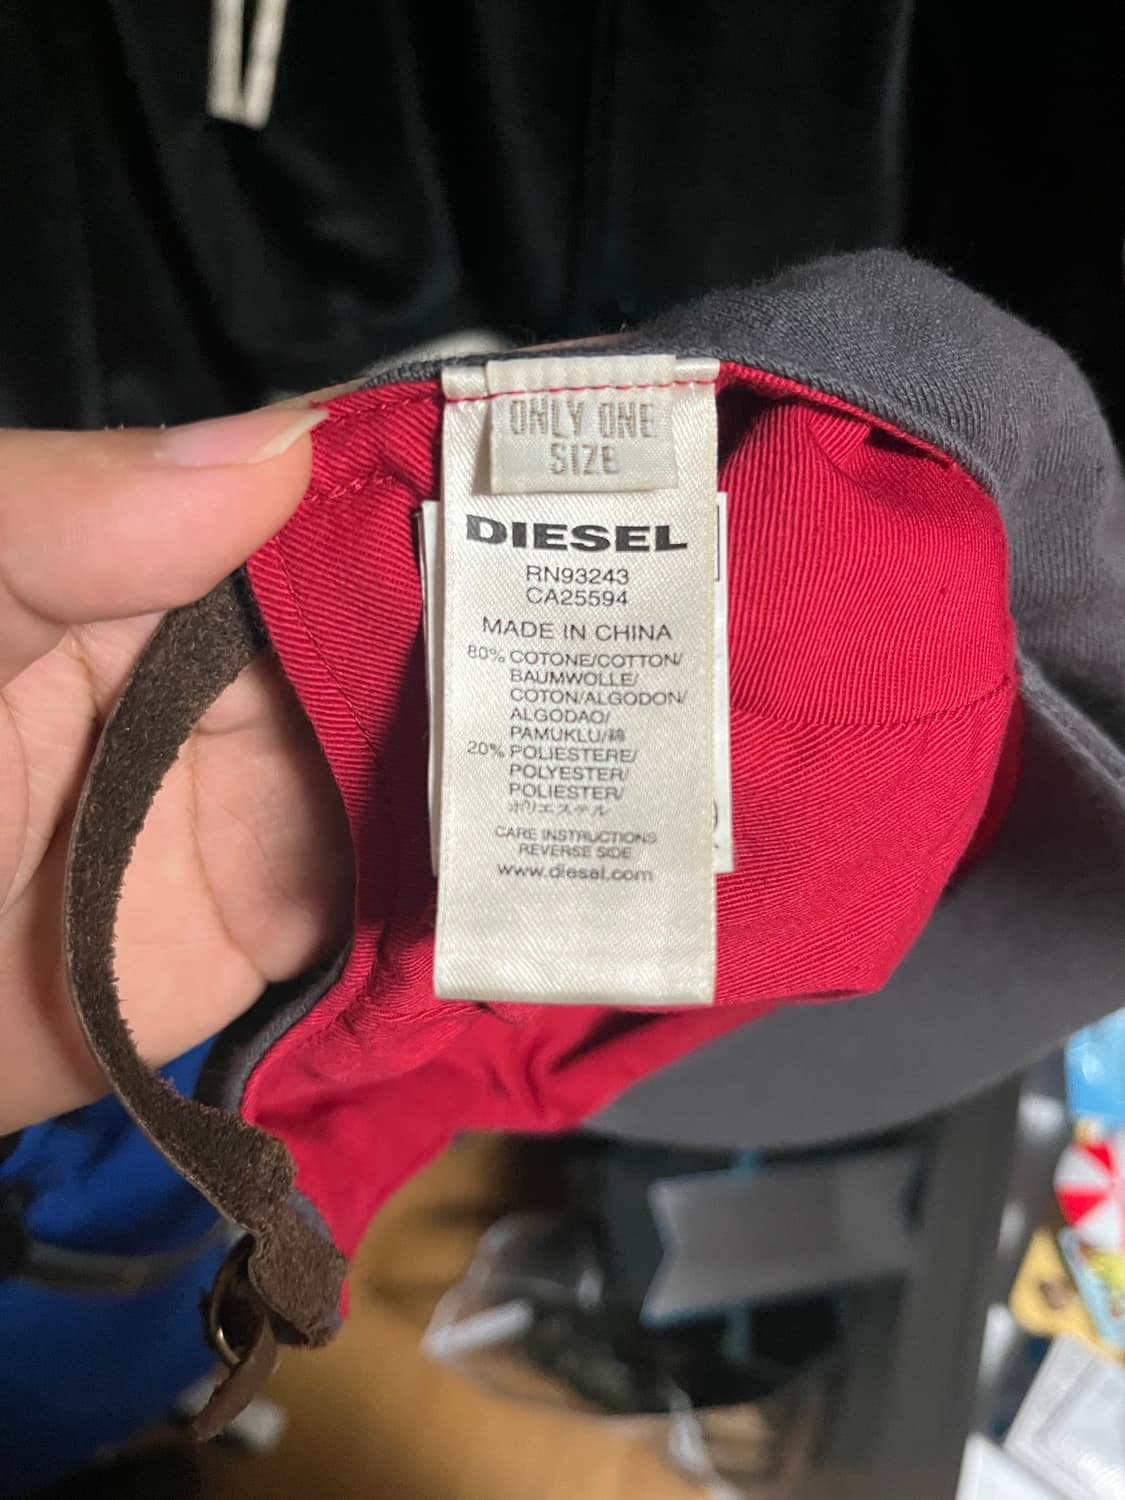 ONLY ONE
SIZE
DIESEL
RN93243
CA25594
MADE IN CHINA
80% COTONE/COTTON/
BAUMWOLLE/
COTON/ALGODON/
ALGODAO/
PAMUKLU/綿
20% POLIESTERE/
POLYESTER/
POLIESTER/
ポリエステル
CARE INSTRUCTIONS
REVERSE SIDE
www.diesel.com